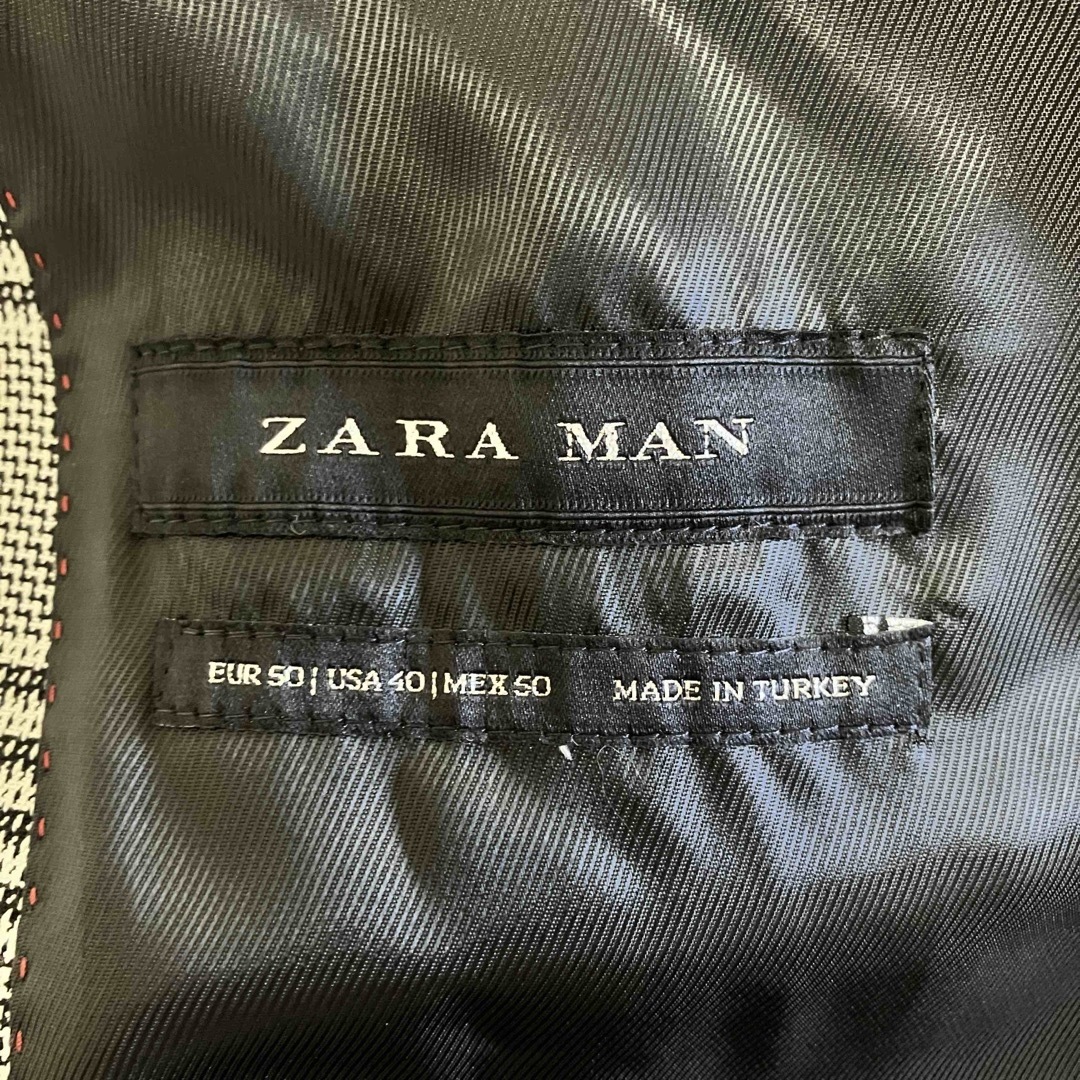 ZARA MAN
EUR 50 | USA 40 | MEX 50 MADE IN TURKEY